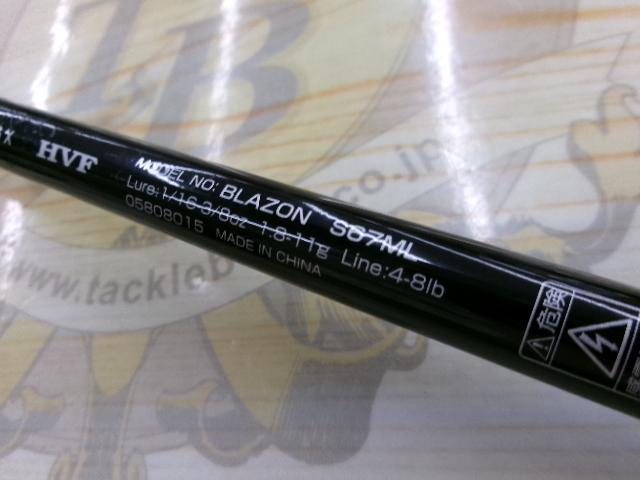 HVF
MODEL NO: BLAZON S67ML
Lure:1/16-3/8oz 1.8-11g Line:4-8lb
05808015 MADE IN CHINA
危険
TB
www.tackleb
co.jp